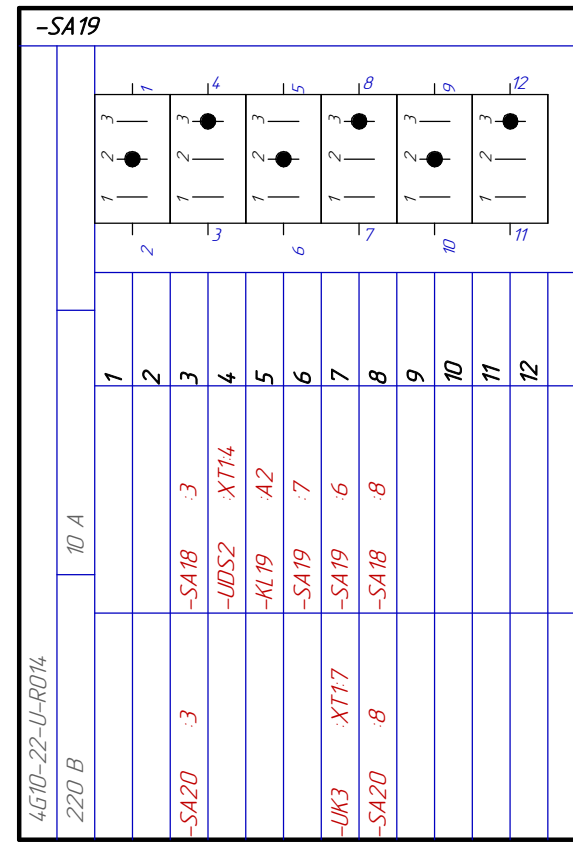 -SA19
1 4 5 8 9 12
3 3 3 3 3 3
2 2 2 2 2 2
1 1 1 1 1 1
2 3 6 7 10 11
1 2 3 4 5 6 7 8 9 10 11 12
4G10-22-U-R014
220 В
10 А
-SA18 :3
-UDS2 :XT1:4
-KL19 :A2
-SA19 :7
-SA19 :6
-SA18 :8
-SA20 :3
-UK3 :XT1:7
-SA20 :8